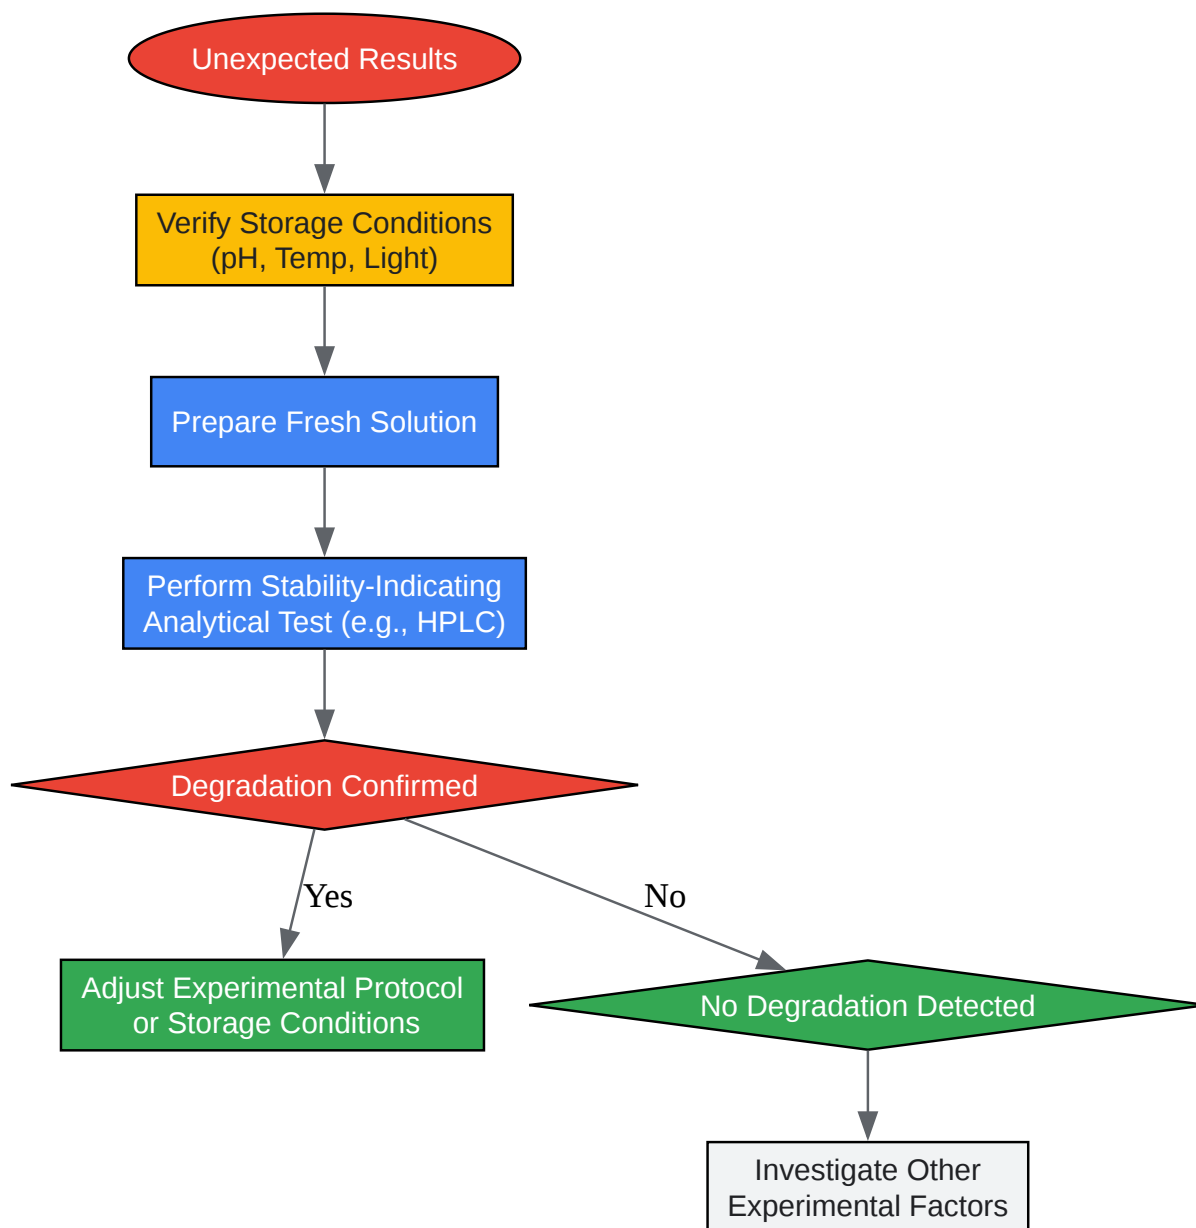 Unexpected Results
Verify Storage Conditions
(pH, Temp, Light)
Prepare Fresh Solution
Perform Stability-Indicating
Analytical Test (e.g., HPLC)
Degradation Confirmed
Yes
No
Adjust Experimental Protocol
or Storage Conditions
No Degradation Detected
Investigate Other
Experimental Factors